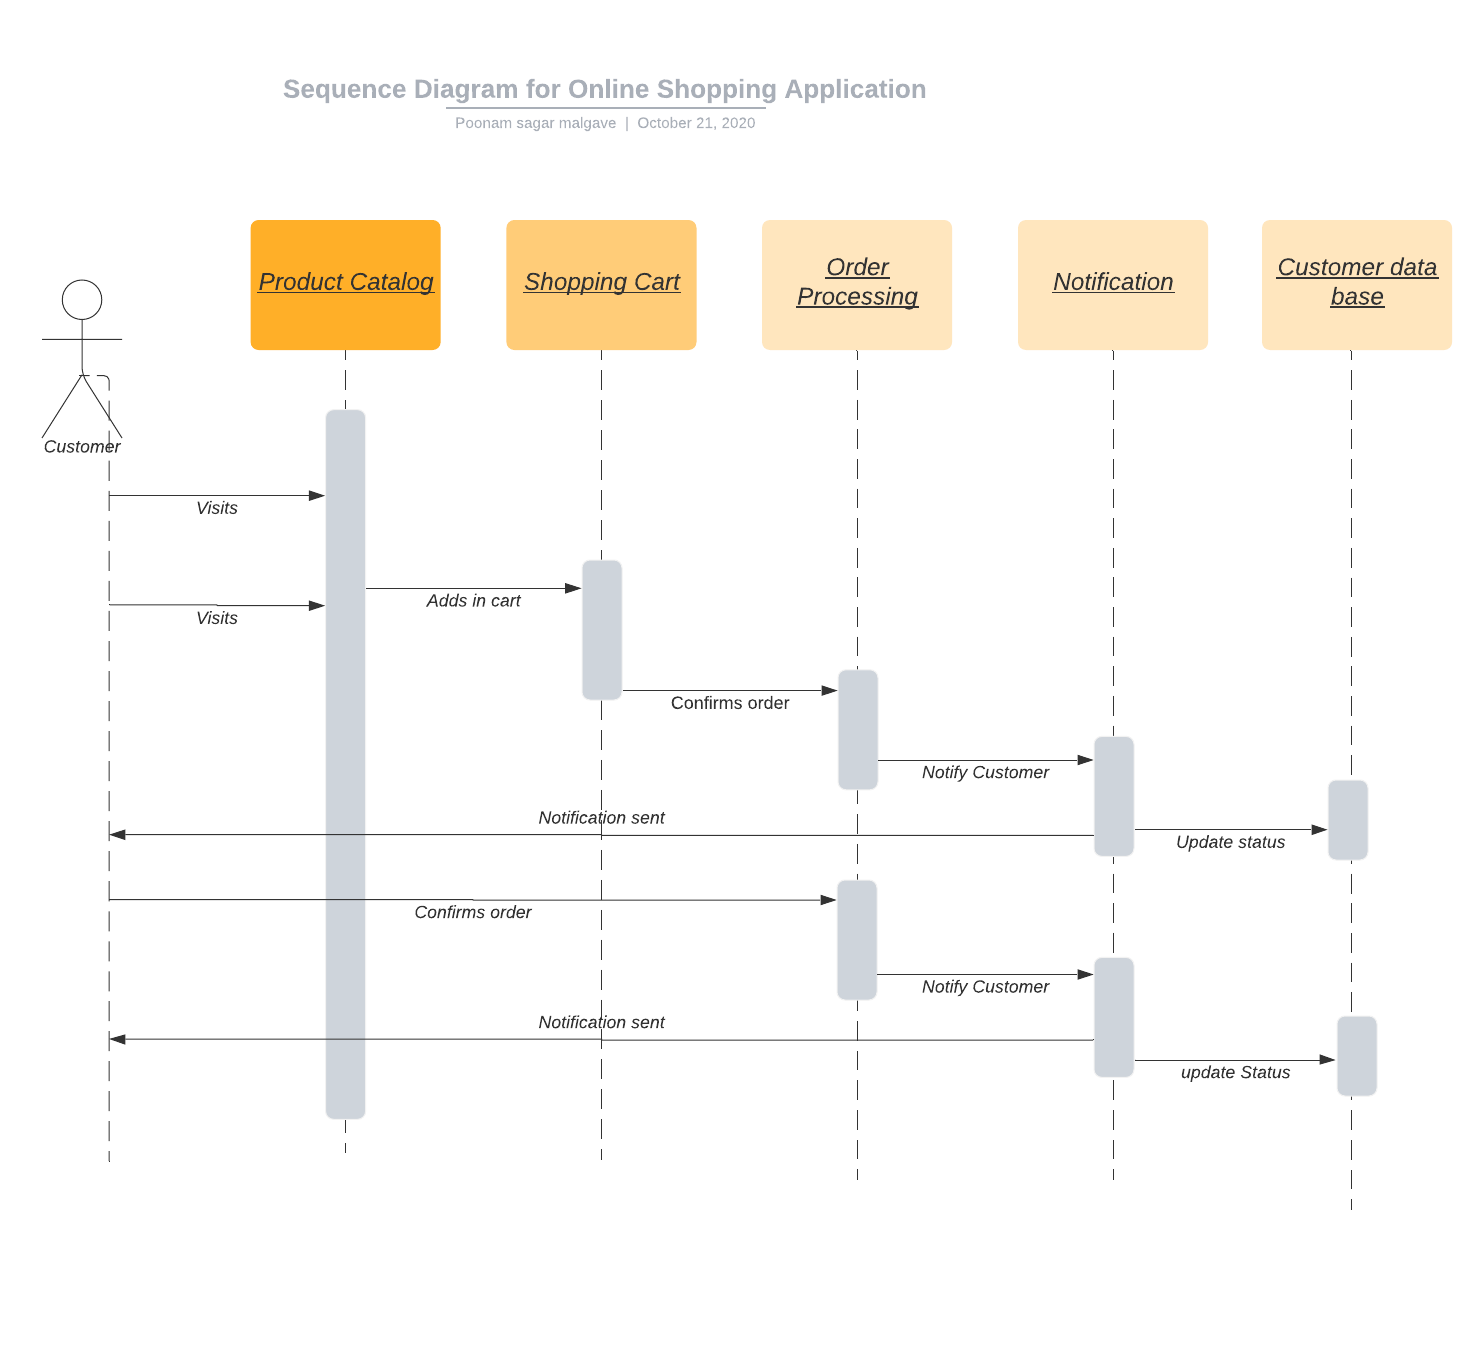 Sequence Diagram for Online Shopping Application
Poonam sagar malgave | October 21, 2020
Product Catalog
Shopping Cart
Order
Processing
Notification
Customer data
base
Customer
Visits
Adds in cart
Visits
Confirms order
Notify Customer
Notification sent
Update status
Confirms order
Notify Customer
Notification sent
update Status